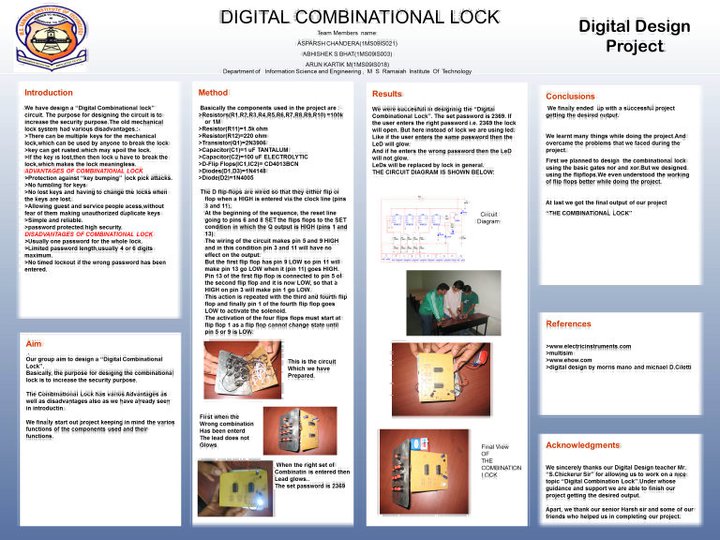 DIGITAL COMBINATIONAL LOCK
Team Members name:
ASPARSH CHANDERA(1MS09IS021)
ABHISHEK S BHAT(1MS09IS003)
ARUN KARTIK M(1MS09IS018)
Department of Information Science and Engineering , M S Ramaiah Institute Of Technology
Digital Design
Project
Introduction
We have design a "Digital Combinational lock"
circuit. The purpose for designing the circuit is to
increase the security purpose.The old mechanical
lock system had various disadvantages.:-
>There can be multiple keys for the mechanical
lock,which can be used by anyone to break the lock
>key can get rusted which may spoil the lock.
>If the key is lost,then the lock u have to break the
lock,which makes the lock meaningless.
ADVANTAGES OF COMBINATIONAL LOCK
>Protection against "key bumping" lock pick attacks.
>No fumbling for keys
>No lost keys and having to change the locks when
the keys are lost.
>Allowing guest and service people acess,without
fear of them making unauthorized duplicate keys
>Simple and reliable.
>password protected,high security.
DISADVANTAGES OF COMBINATIONAL LOCK
>Usually one password for the whole lock.
>Limited password length,usually 4 or 6 digits
maximum.
>No timed lockout if the wrong password has been
entered.
Aim
Our group aim to design a "Digital Combinational
Lock".
Basically, the purpose for desiging the combinational
lock is to increase the security purpose.
The Combinational Lock has varios Advantages as
well as disadvantages also as we have already seen
in introduction.
We finally start out project keeping in mind the varios
functions of the components used and their
functions.
Method
Basically the components used in the project are :-
>Resistors(R1,R2,R3,R4,R5,R6,R7,R8,R9,R10) =100k
or 1M
>Resistor(R11)=1.5k ohm
>Resistor(R12)=220 ohm
>Transistor(Q1)=2N3906
>Capacitor(C1)=1 uF TANTALUM
>Capacitor(C2)=100 uF ELECTROLYTIC
>D-Flip Flops(IC1,IC2)= CD4013BCN
>Diodes(D1,D3)=1N4148
>Diode(D2)=1N4005
The D flip-flops are wired so that they either flip or
flop when a HIGH is entered via the clock line (pins
3 and 11).
At the beginning of the sequence, the reset line
going to pins 6 and 8 SET the flips flops to the SET
condition in which the Q output is HIGH (pins 1 and
13).
The wiring of the circuit makes pin 5 and 9 HIGH
and in this condition pin 3 and 11 will have no
effect on the output.
But the first flip flop has pin 9 LOW so pin 11 will
make pin 13 go LOW when it (pin 11) goes HIGH.
Pin 13 of the first flip flop is connected to pin 5 of
the second flip flop and it is now LOW, so that a
HIGH on pin 3 will make pin 1 go LOW.
This action is repeated with the third and fourth flip
flop and finally pin 1 of the fourth flip flop goes
LOW to activate the solenoid.
The activation of the four flips flops must start at
flip flop 1 as a flip flop cannot change state until
pin 5 or 9 is LOW.
This is the circuit
Which we have
Prepared.
First when the
Wrong combination
Has been enterd
The lead does not
Glows
When the right set of
Combinatin is entered then
Lead glows..
The set password is 2369
Results
We were succesfull in designing the "Digital
Combinational Lock". The set password is 2369. If
the user enters the right password i.e. 2369 the lock
will open. But here instead of lock we are using led:
Like if the user enters the same password then the
LeD will glow.
And if he enters the wrong password then the LeD
will not glow.
LeDs will be replaced by lock in general.
THE CIRCUIT DIAGRAM IS SHOWN BELOW:
Circuit
Diagram
Final View
OF
THE
COMBINATION
LOCK
Conclusions
We finally ended up with a successful project
getting the desired output.
We learnt many things while doing the project.And
overcame the problems that we faced during the
project.
First we planned to design the combinational lock
using the basic gates nor and xor.But we designed
using the flipflops.We even understood the working
of flip flops better while doing the project.
At last we got the final output of our project
"THE COMBINATIONAL LOCK"
References
>www.electricinstruments.com
>multisim
>www.ehow.com
>digital design by morris mano and michael D.Ciletti
Acknowledgments
We sincerely thanks our Digital Design teacher Mr.
"S.Chickerur Sir" for allowing us to work on a nice
topic "Digital Combination Lock".Under whose
guidance and support we are able to finish our
project getting the desired output.
Apart, we thank our senior Harsh sir and some of our
friends who helped us in completing our project.